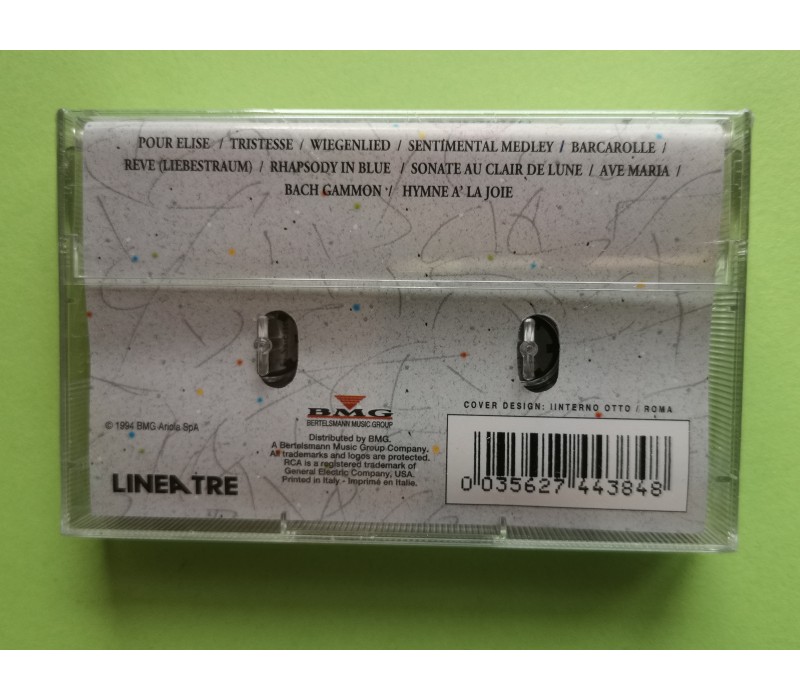 POUR ELISE / TRISTESSE / WIEGENLIED / SENTIMENTAL MEDLEY / BARCAROLLE /
REVE (LIEBESTRAUM) / RHAPSODY IN BLUE / SONATE AU CLAIR DE LUNE / AVE MARIA /
BACH GAMMON / HYMNE A' LA JOIE
BMG
BERTELSMANN MUSIC GROUP
COVER DESIGN: IINTERNO OTTO / ROMA
© 1994 BMG Ariola SpA
Distributed by BMG.
A Bertelsmann Music Group Company.
All trademarks and logos are protected.
RCA is a registered trademark of
General Electric Company, USA.
Printed in Italy - Imprimé en Italie.
LINEATRE
0 035627 443848